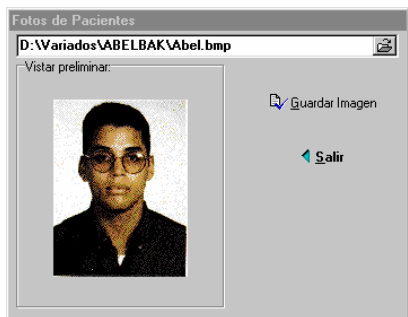 Fotos de Pacientes
D:\Variados\ABELBAK\Abel.bmp
Vistar preliminar:
Guardar Imagen
Salir